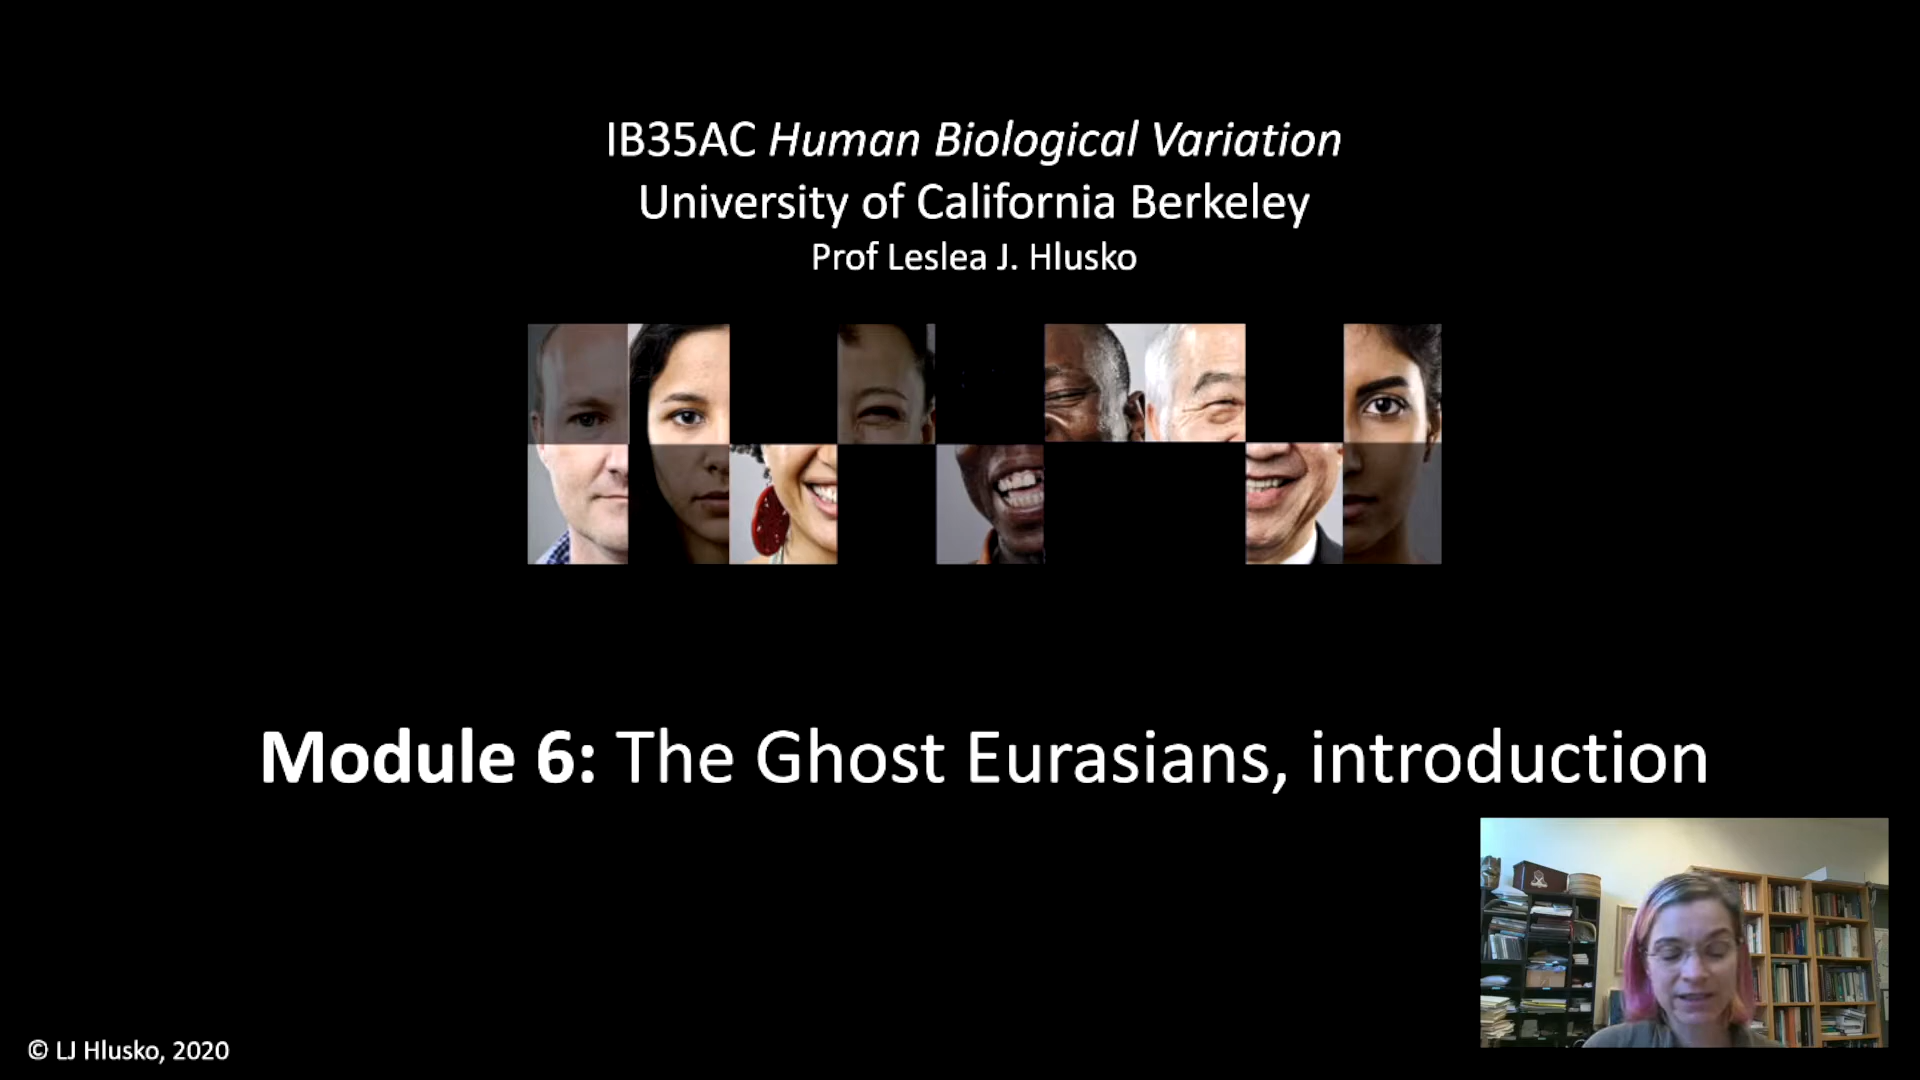 IB35AC Human Biological Variation
University of California Berkeley
Prof Leslea J. Hlusko
Module 6: The Ghost Eurasians, introduction
© LJ Hlusko, 2020